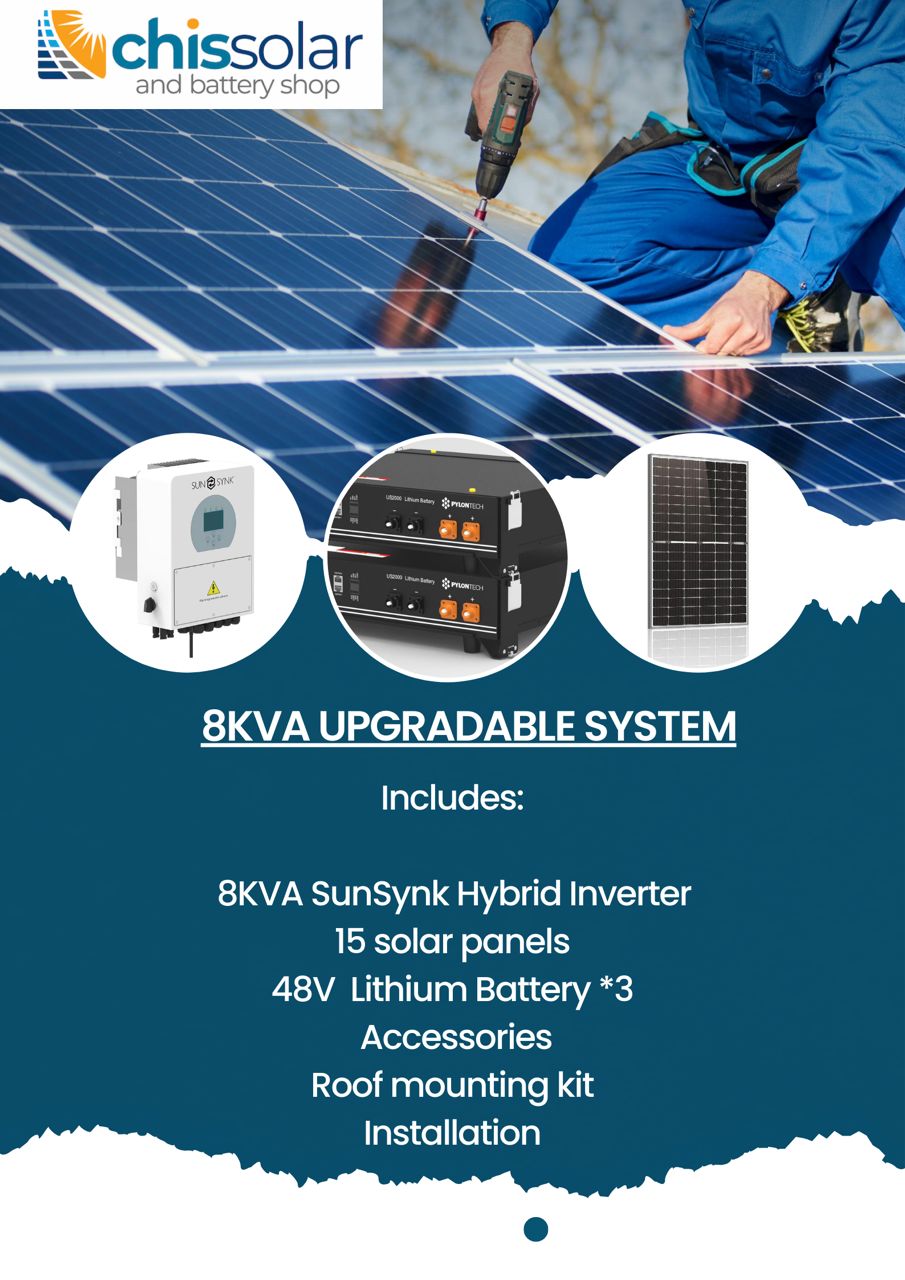 chissolar
and battery shop
SUN SYNK
US2000 Lithium Battery PYLONTECH
US2000 Lithium Battery PYLONTECH
8KVA UPGRADABLE SYSTEM
Includes:
8KVA SunSynk Hybrid Inverter
15 solar panels
48V Lithium Battery *3
Accessories
Roof mounting kit
Installation